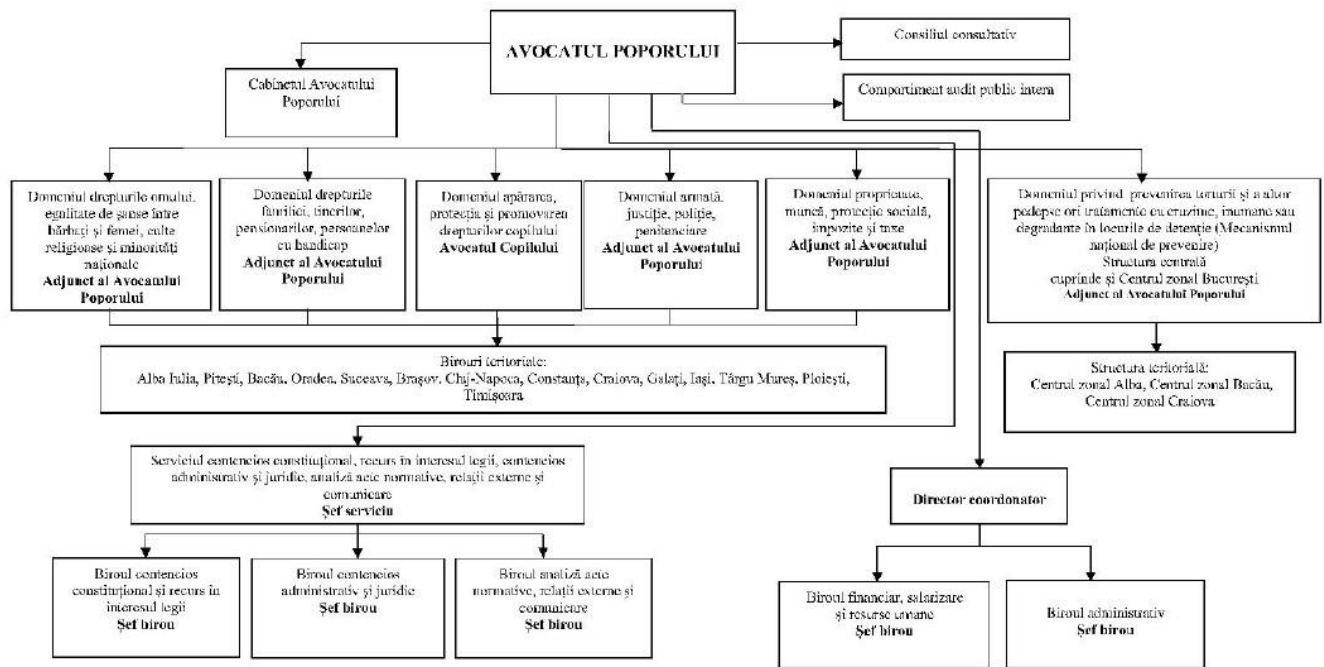 AVOCATUL POPORULUI
Consiliul consultativ
Cabinetul Avocatului
Poporului
Compartiment audit public intern
Domeniul drepturile omului,
egalitate de șanse între
bărbați și femei, culte
religioase și minorități
naționale
Adjunct al Avocatului
Poporului
Domeniul drepturile
familiei, tinerilor,
pensionarilor, persoanelor
cu handicap
Adjunct al Avocatului
Poporului
Domeniul apărarea,
protecția și promovarea
drepturilor copilului
Avocatul Copilului
Domeniul armată,
justiție, poliție,
penitenciare
Adjunct al Avocatului
Poporului
Domeniul proprietate,
muncă, protecție socială,
impozite și taxe
Adjunct al Avocatului
Poporului
Domeniul privind prevenirea torturii și a altor
pedepse ori tratamente cu cruzime, inumane sau
degradante în locurile de detenție (Mecanismul
național de prevenire)
Structura centrală
cuprinde și Centrul zonal București
Adjunct al Avocatului Poporului
Birouri teritoriale:
Alba Iulia, Pitești, Bacău, Oradea, Suceava, Brașov, Cluj-Napoca, Constanța, Craiova, Galați, Iași, Târgu Mureș, Ploiești,
Timișoara
Structura teritorială:
Centrul zonal Alba, Centrul zonal Bacău,
Centrul zonal Craiova
Serviciul contencios constituțional, recurs în interesul legii, contencios
administrativ și juridic, analiză acte normative, relații externe și
comunicare
Șef serviciu
Director coordonator
Biroul contencios
constituțional și recurs în
interesul legii
Șef birou
Biroul contencios
administrativ și juridic
Șef birou
Biroul analiză acte
normative, relații externe și
comunicare
Șef birou
Biroul financiar, salarizare
și resurse umane
Șef birou
Biroul administrativ
Șef birou